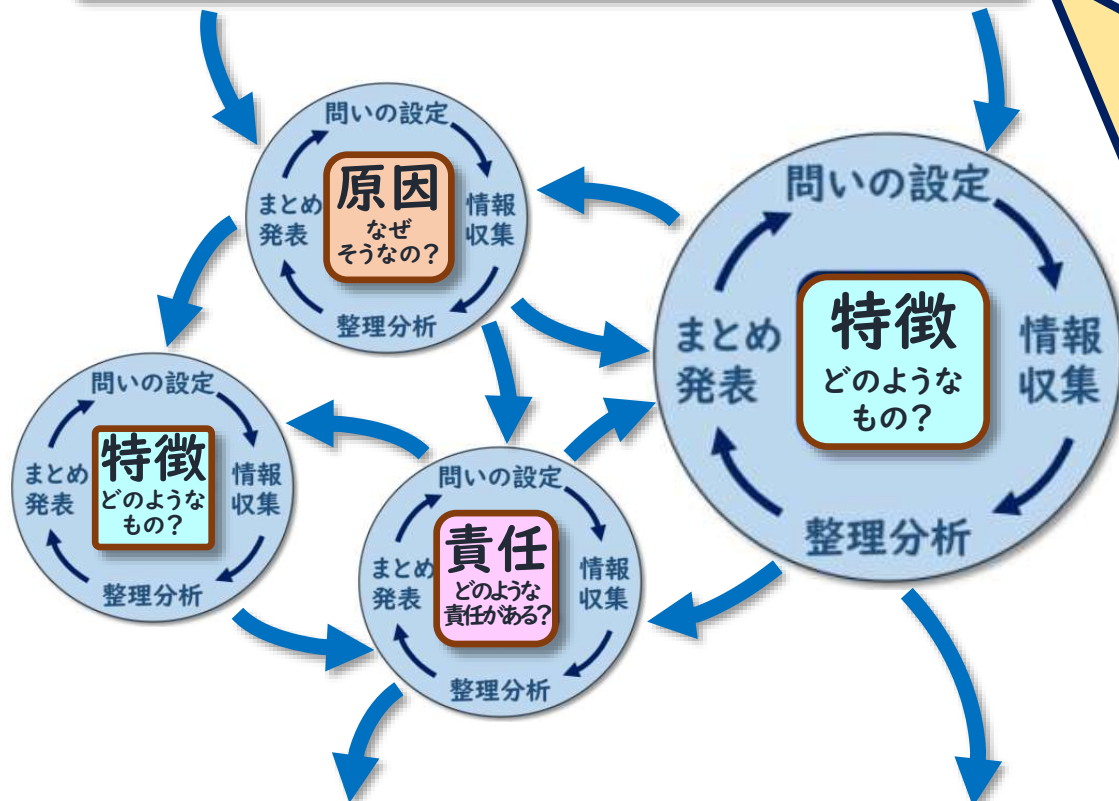 問いの設定
原因
なぜ
そうなの？
まとめ
発表
情報
収集
整理分析
問いの設定
特徴
どのような
もの？
まとめ
発表
情報
収集
整理分析
問いの設定
特徴
どのような
もの？
まとめ
発表
情報
収集
整理分析
問いの設定
責任
どのような
責任がある？
まとめ
発表
情報
収集
整理分析